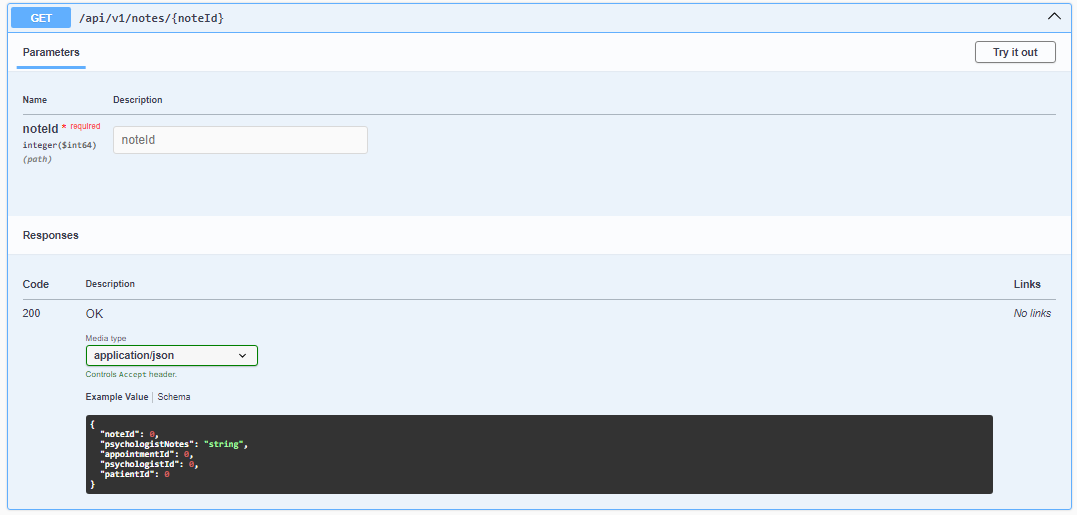 GET /api/v1/notes/{noteId}
Parameters
Try it out
Name Description
noteId * required
integer($int64)
(path)
noteId
Responses
Code Description Links
200 OK No links
Media type
application/json
Controls Accept header.
Example Value | Schema
{
  "noteId": 0,
  "psychologistNotes": "string",
  "appointmentId": 0,
  "psychologistId": 0,
  "patientId": 0
}